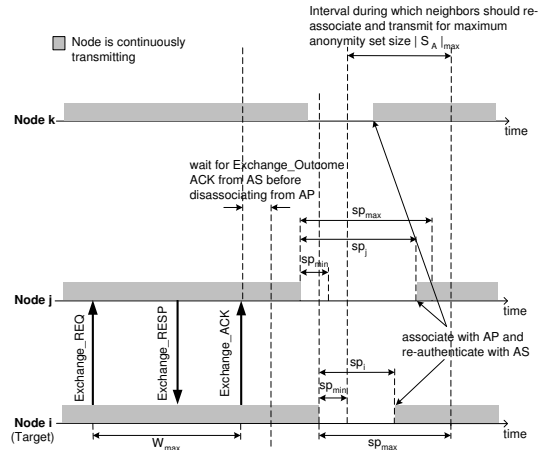 Interval during which neighbors should re-
associate and transmit for maximum
anonymity set size | S_A |max
Node is continuously
transmitting
Node k
time
wait for Exchange_Outcome
ACK from AS before
disassociating from AP
spmax
spj
spmin
Node j
time
Exchange_REQ
Exchange_RESP
Exchange_ACK
associate with AP and
re-authenticate with AS
spi
spmin
Node i
(Target)
time
Wmax
spmax